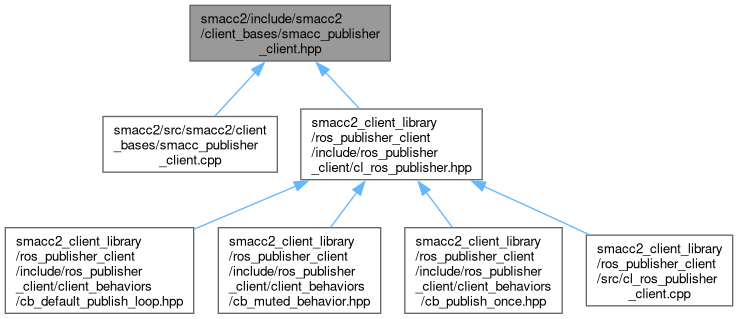 smacc2/include/smacc2
/client_bases/smacc_publisher
_client.hpp
smacc2/src/smacc2/client
_bases/smacc_publisher
_client.cpp
smacc2_client_library
/ros_publisher_client
/include/ros_publisher
_client/cl_ros_publisher.hpp
smacc2_client_library
/ros_publisher_client
/include/ros_publisher
_client/client_behaviors
/cb_default_publish_loop.hpp
smacc2_client_library
/ros_publisher_client
/include/ros_publisher
_client/client_behaviors
/cb_muted_behavior.hpp
smacc2_client_library
/ros_publisher_client
/include/ros_publisher
_client/client_behaviors
/cb_publish_once.hpp
smacc2_client_library
/ros_publisher_client
/src/cl_ros_publisher
_client.cpp